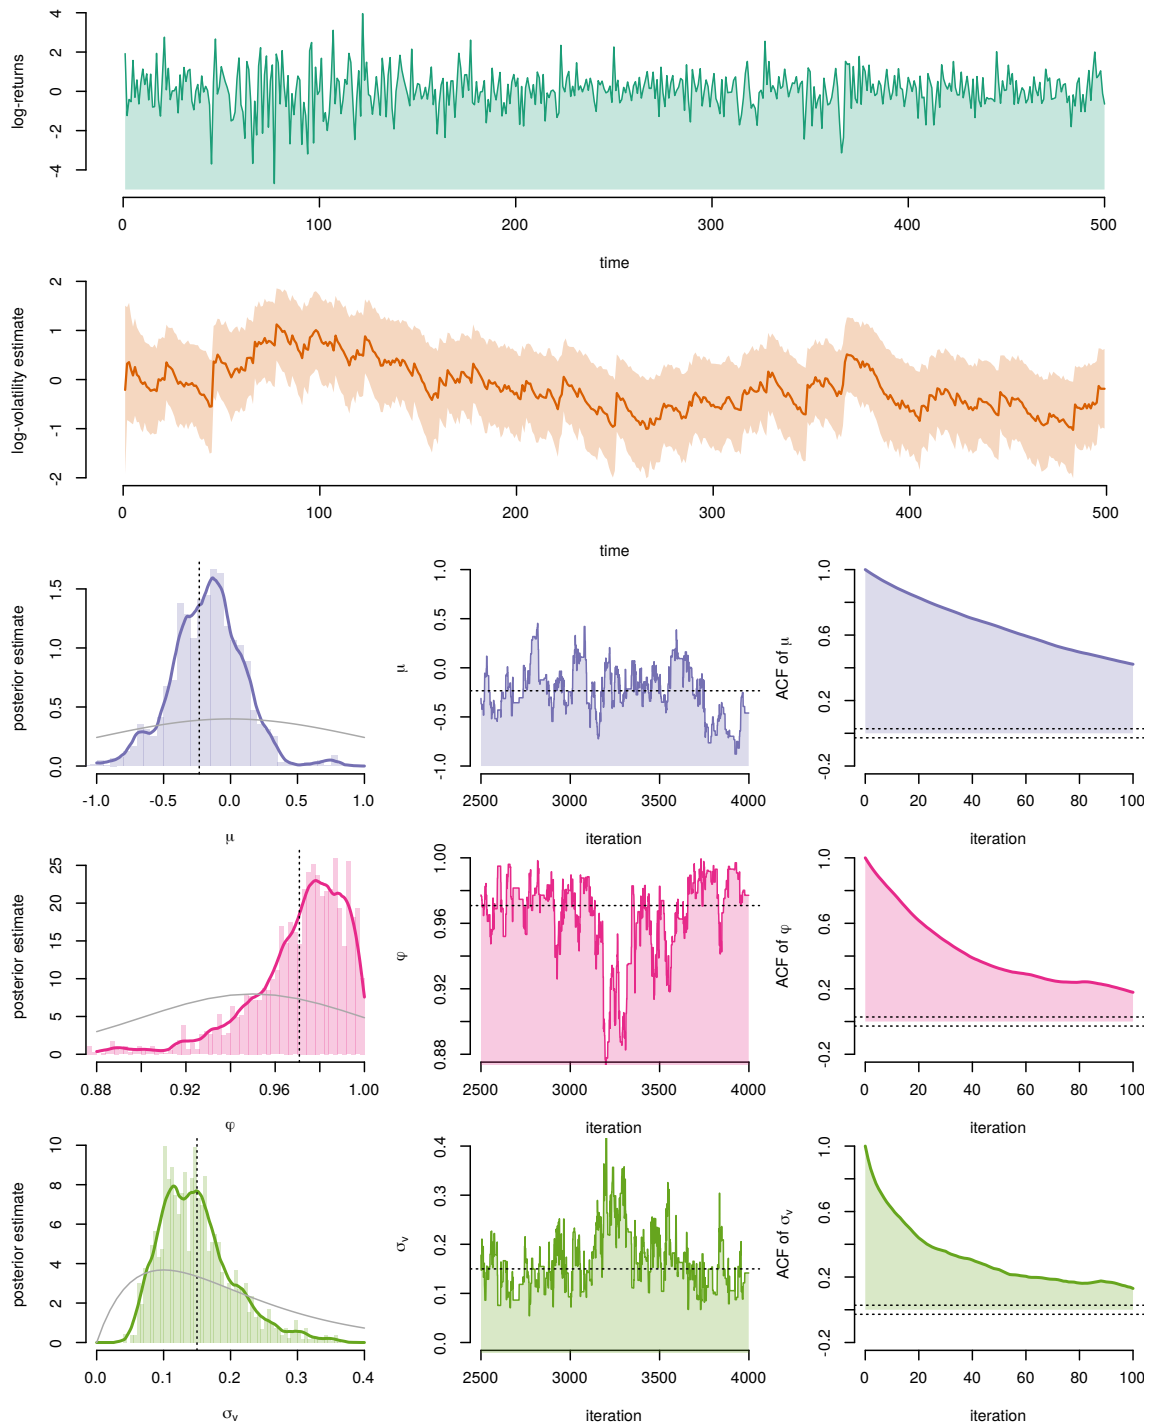 log-returns
4
2
0
-2
-4
0 100 200 300 400 500
time
log-volatility estimate
2
1
0
-1
-2
0 100 200 300 400 500
time
posterior estimate
1.5
1.0
0.5
0.0
-1.0 -0.5 0.0 0.5 1.0
μ
μ
1.0
0.5
0.0
-0.5
-1.0
2500 3000 3500 4000
iteration
ACF of μ
1.0
0.6
0.2
-0.2
0 20 40 60 80 100
iteration
posterior estimate
25
20
15
10
5
0
0.88 0.92 0.96 1.00
φ
φ
1.00
0.96
0.92
0.88
2500 3000 3500 4000
iteration
ACF of φ
1.0
0.6
0.2
-0.2
0 20 40 60 80 100
iteration
posterior estimate
10
8
6
4
2
0
0.0 0.1 0.2 0.3 0.4
σv
σv
0.4
0.3
0.2
0.1
0.0
2500 3000 3500 4000
iteration
ACF of σv
1.0
0.6
0.2
-0.2
0 20 40 60 80 100
iteration